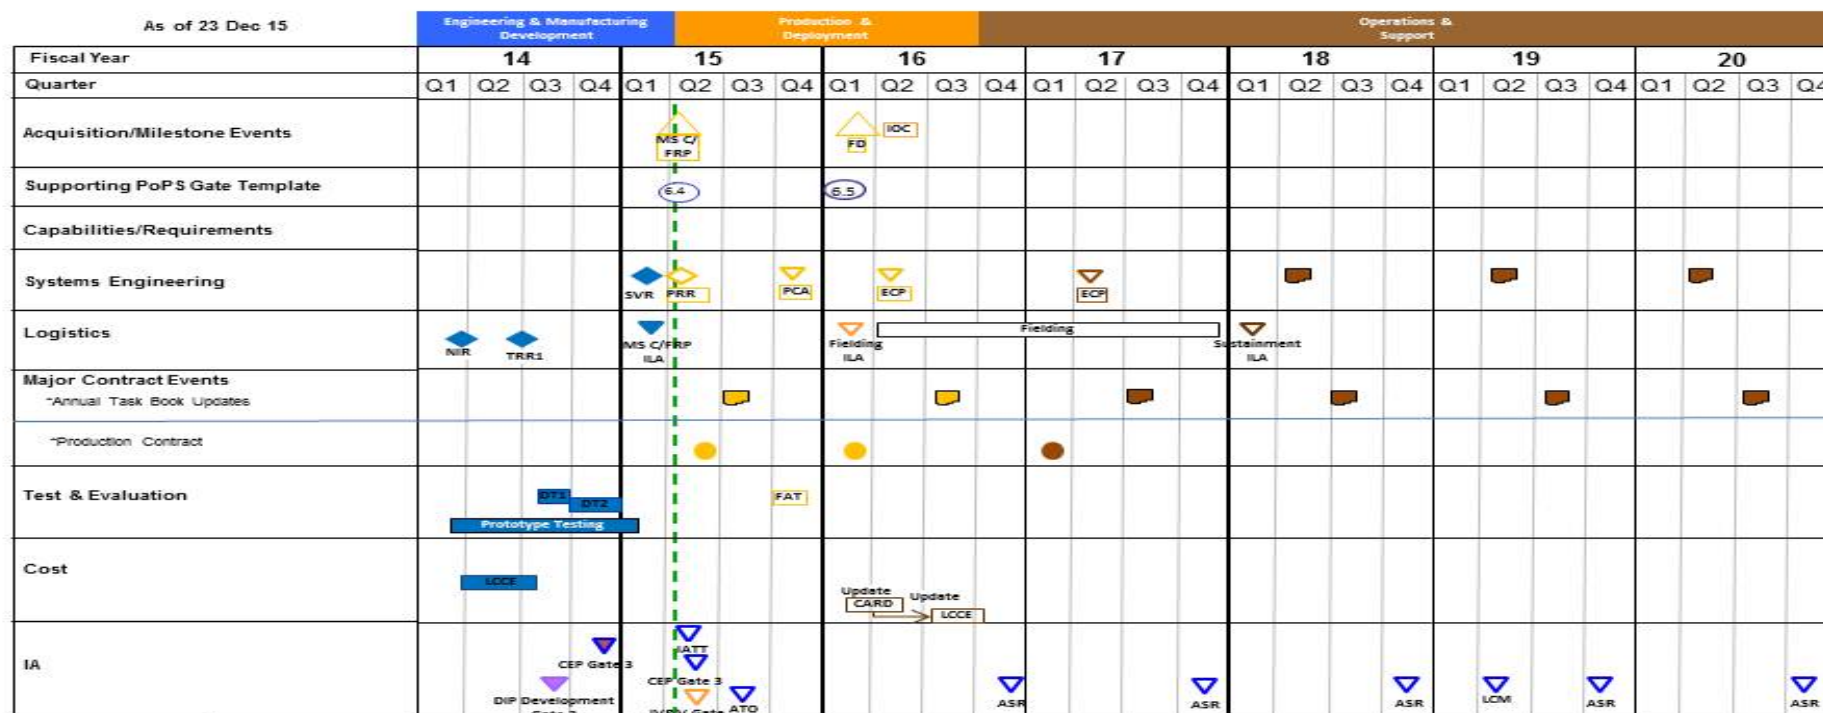 As of 23 Dec 15
Engineering & Manufacturing
Development
Production &
Deployment
Operations &
Support
Fiscal Year 14 15 16 17 18 19 20
Quarter Q1 Q2 Q3 Q4 Q1 Q2 Q3 Q4 Q1 Q2 Q3 Q4 Q1 Q2 Q3 Q4 Q1 Q2 Q3 Q4 Q1 Q2 Q3 Q4 Q1 Q2 Q3 Q4
Acquisition/Milestone Events
MS C/
FRP
FD
IOC
Supporting PoPS Gate Template
6.4
6.5
Capabilities/Requirements
Systems Engineering
SVR PRR PCA ECP ECP
Logistics
NIR TRR1
MS C/FRP
ILA
Fielding
ILA
Fielding
Sustainment
ILA
Major Contract Events
~Annual Task Book Updates
~Production Contract
Test & Evaluation
DT1
DT2
FAT
Prototype Testing
Cost
LCCE
Update
CARD
Update
LCCE
IA
IATT
CEP Gate 3
CEP Gate 3
DIP Development
ATO
ASR ASR ASR LCM ASR ASR